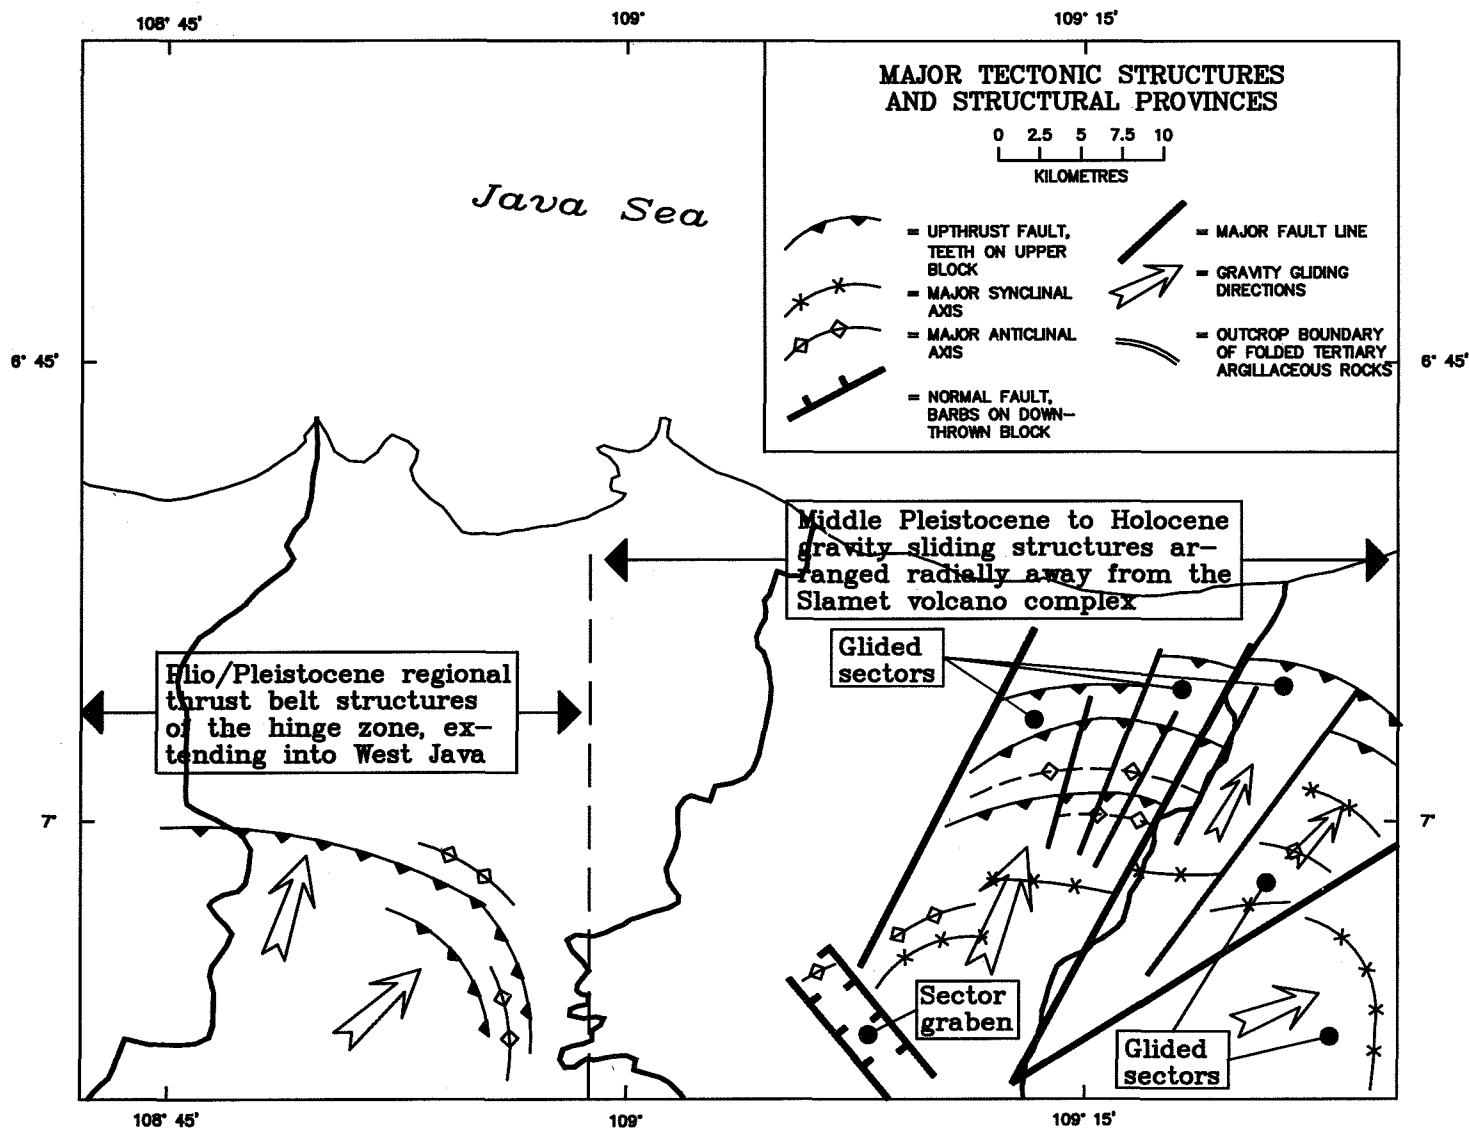 108° 45'
109°
109° 15'
MAJOR TECTONIC STRUCTURES
AND STRUCTURAL PROVINCES
0 2.5 5 7.5 10
KILOMETRES
Java Sea
= UPTHRUST FAULT,
TEETH ON UPPER
BLOCK
= MAJOR SYNCLINAL
AXIS
= MAJOR ANTICLINAL
AXIS
= NORMAL FAULT,
BARBS ON DOWN–
THROWN BLOCK
= MAJOR FAULT LINE
= GRAVITY GLIDING
DIRECTIONS
= OUTCROP BOUNDARY
OF FOLDED TERTIARY
ARGILLACEOUS ROCKS
6° 45'
6° 45'
Middle Pleistocene to Holocene
gravity sliding structures ar–
ranged radially away from the
Slamet volcano complex
Glided
sectors
Plio/Pleistocene regional
thrust belt structures
of the hinge zone, ex–
tending into West Java
7°
7°
Sector
graben
Glided
sectors
108° 45'
109°
109° 15'